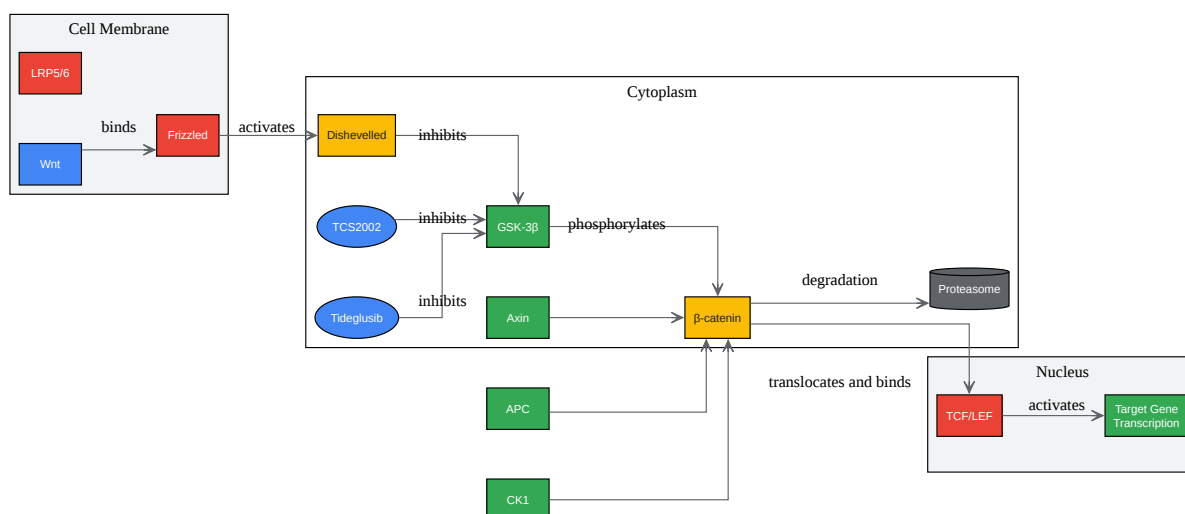 Cell Membrane
LRP5/6
binds
Frizzled
activates
Wnt
Cytoplasm
Dishevelled
inhibits
TCS2002
inhibits
GSK-3β
phosphorylates
Tideglusib
inhibits
Axin
β-catenin
degradation
Proteasome
APC
CK1
translocates and binds
Nucleus
TCF/LEF
activates
Target Gene
Transcription